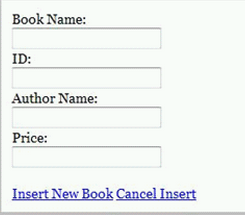 Book Name:
ID:
Author Name:
Price:
Insert New Book Cancel Insert